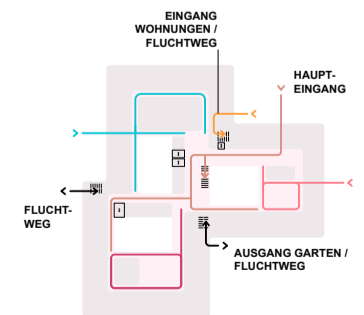 EINGANG
WOHNUNGEN /
FLUCHTWEG
HAUPT-
EINGANG
FLUCHT-
WEG
AUSGANG GARTEN /
FLUCHTWEG